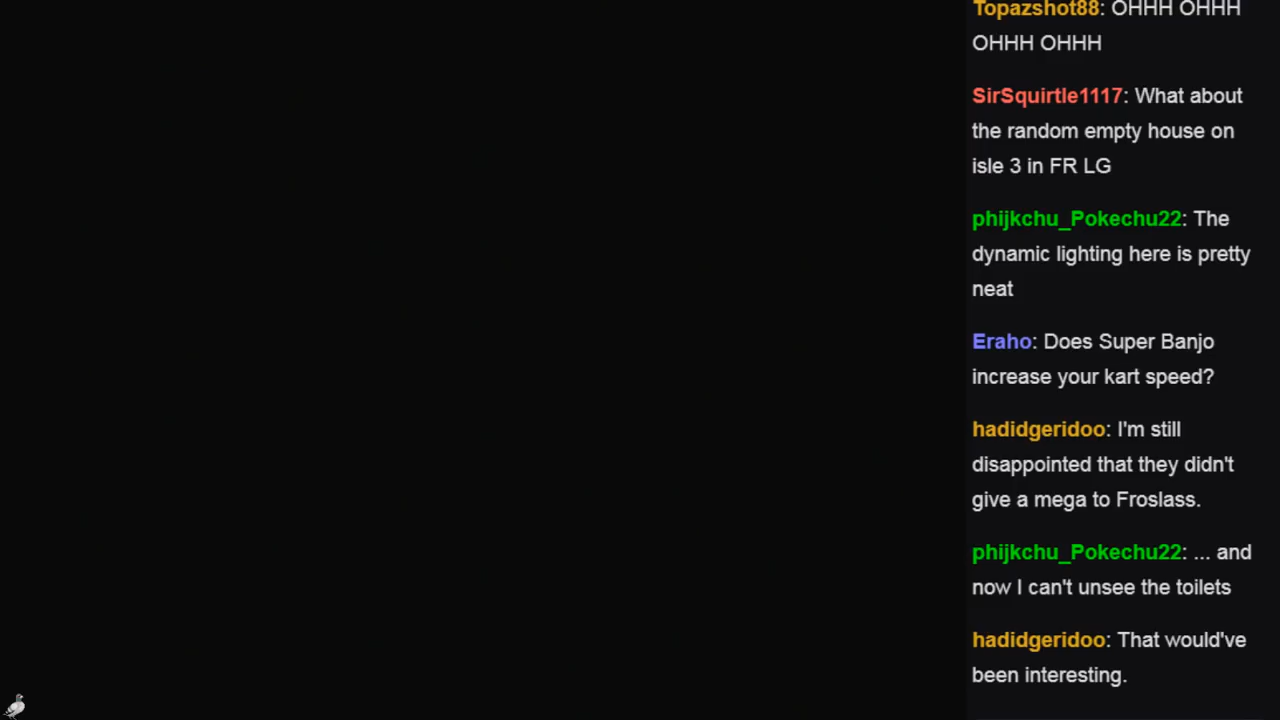 Topazshot88: OHHH OHHH
OHHH OHHH
SirSquirtle1117: What about
the random empty house on
isle 3 in FR LG
phijkchu_Pokechu22: The
dynamic lighting here is pretty
neat
Eraho: Does Super Banjo
increase your kart speed?
hadidgeridoo: I'm still
disappointed that they didn't
give a mega to Froslass.
phijkchu_Pokechu22: ... and
now I can't unsee the toilets
hadidgeridoo: That would've
been interesting.